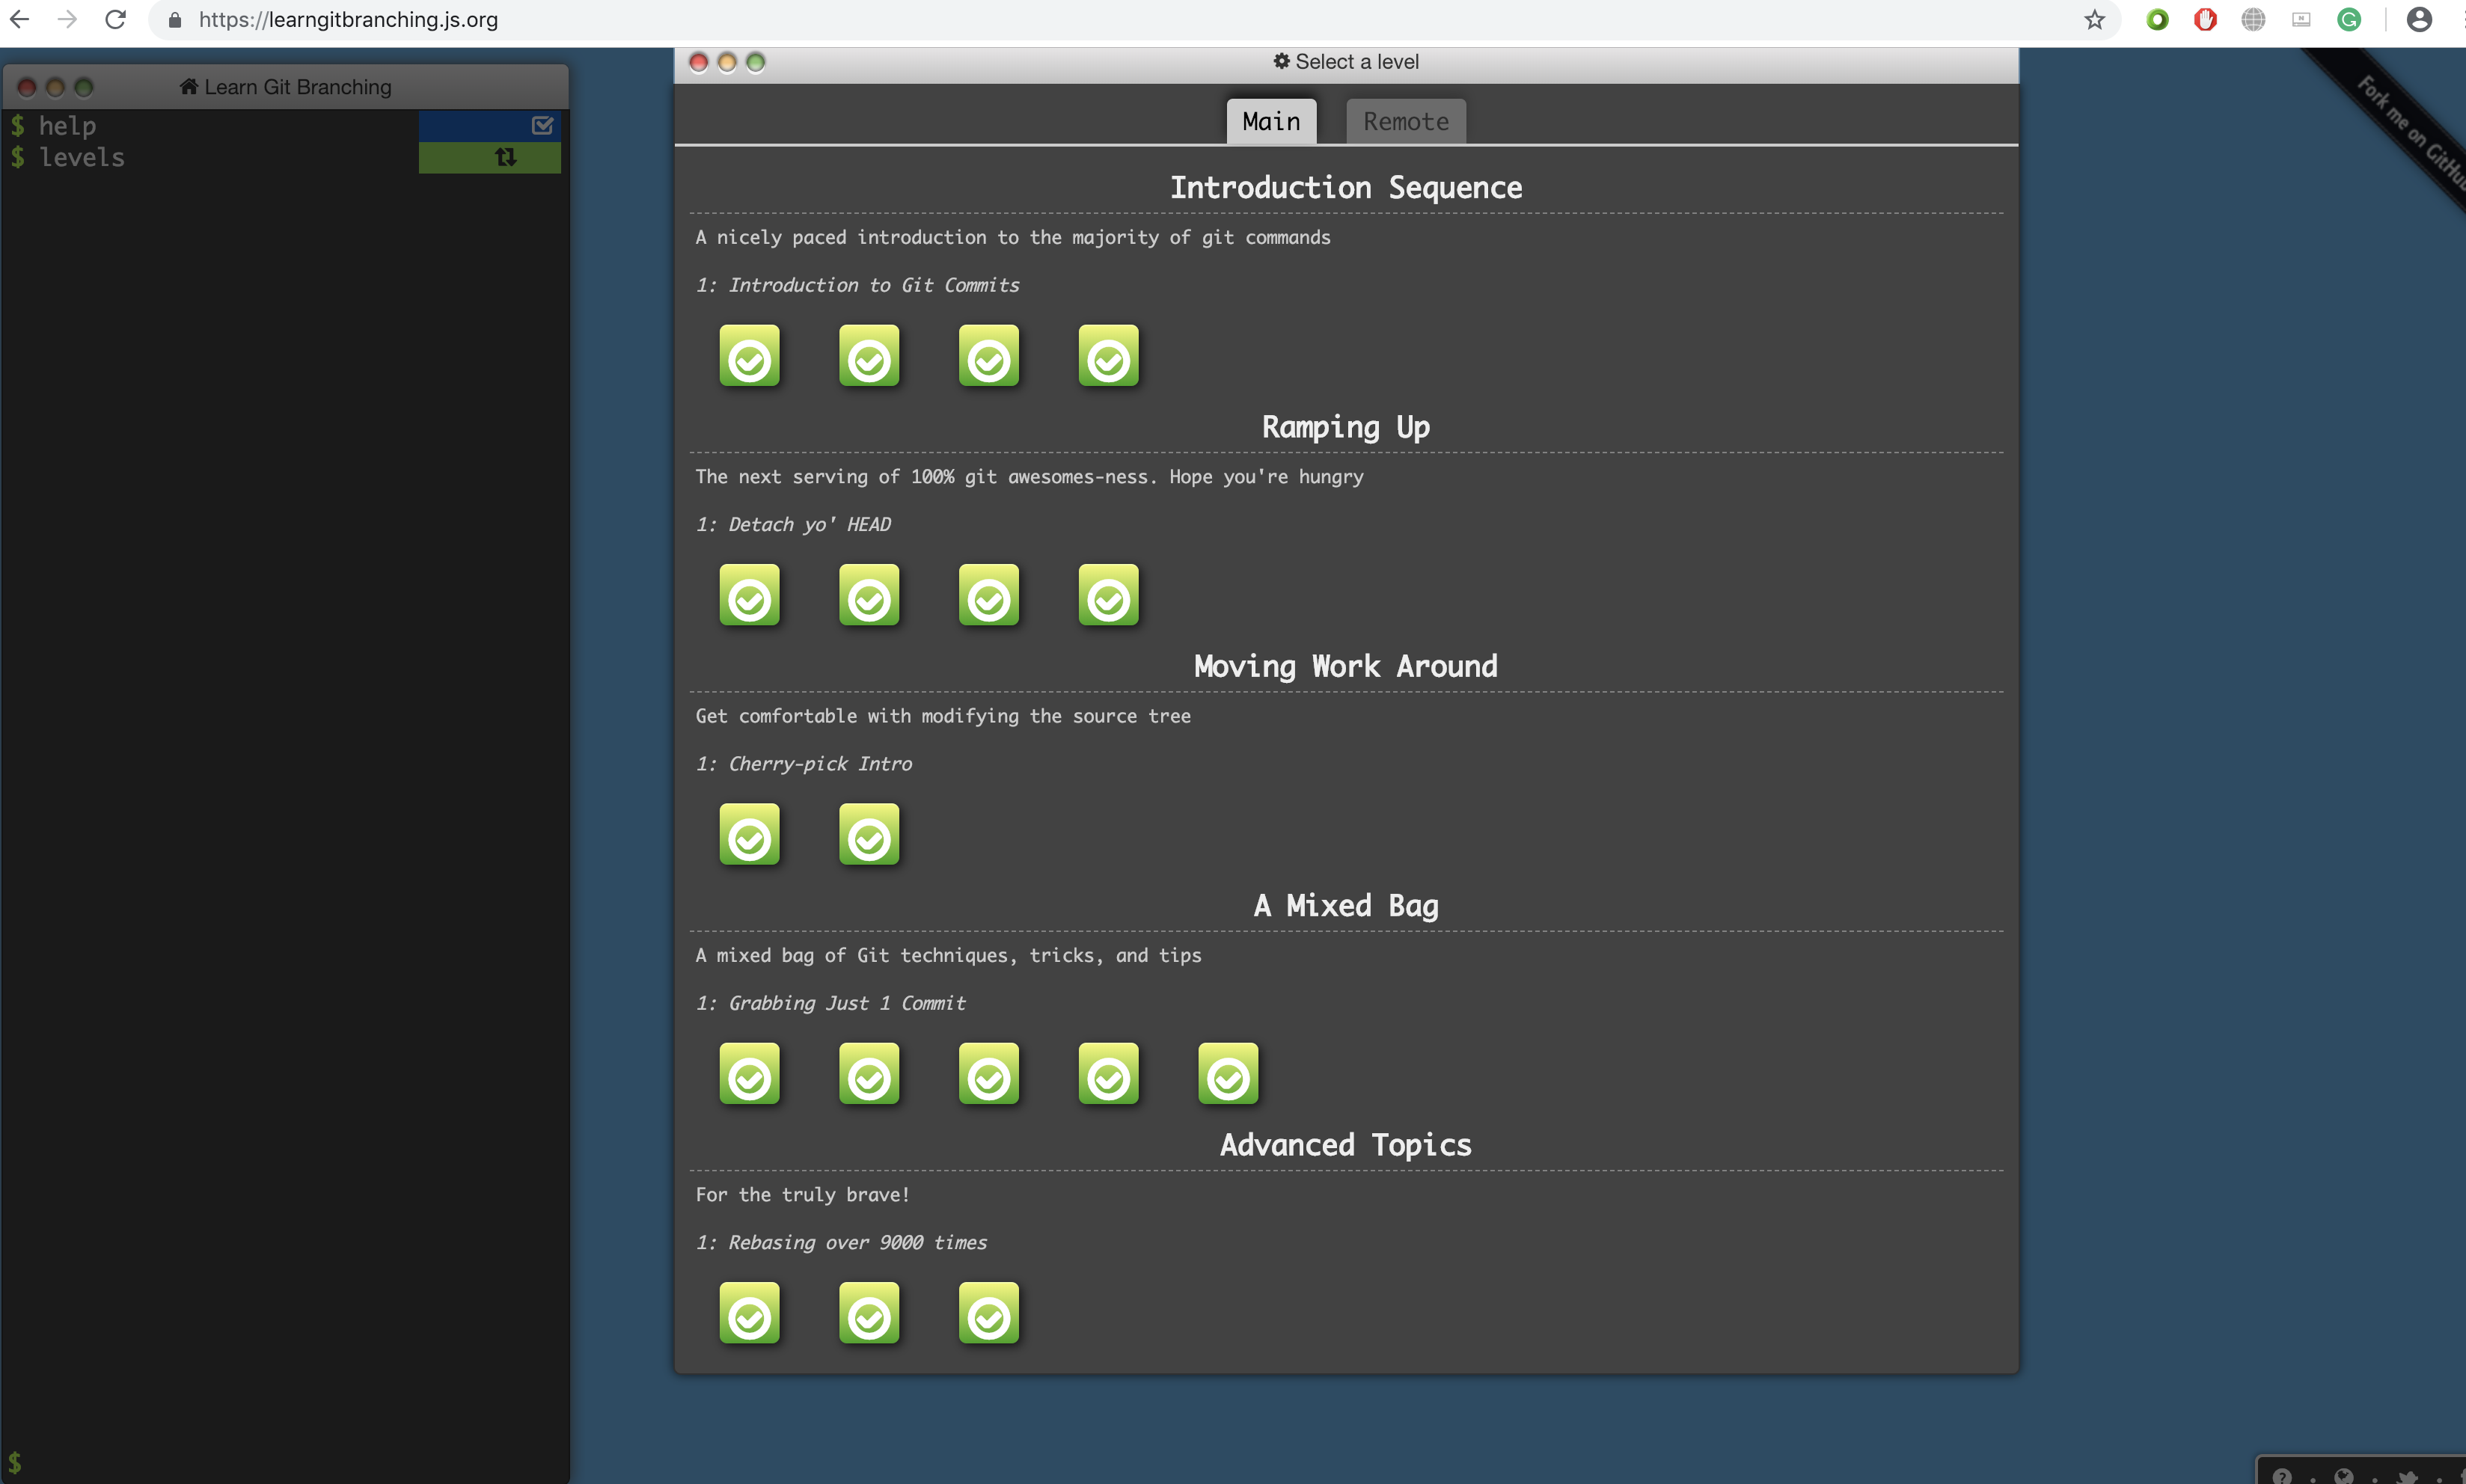 https://learngitbranching.js.org
Learn Git Branching
$ help
$ levels
$
Select a level
Main Remote
Introduction Sequence
A nicely paced introduction to the majority of git commands
1: Introduction to Git Commits
Ramping Up
The next serving of 100% git awesomes-ness. Hope you're hungry
1: Detach yo' HEAD
Moving Work Around
Get comfortable with modifying the source tree
1: Cherry-pick Intro
A Mixed Bag
A mixed bag of Git techniques, tricks, and tips
1: Grabbing Just 1 Commit
Advanced Topics
For the truly brave!
1: Rebasing over 9000 times
Fork me on GitHub